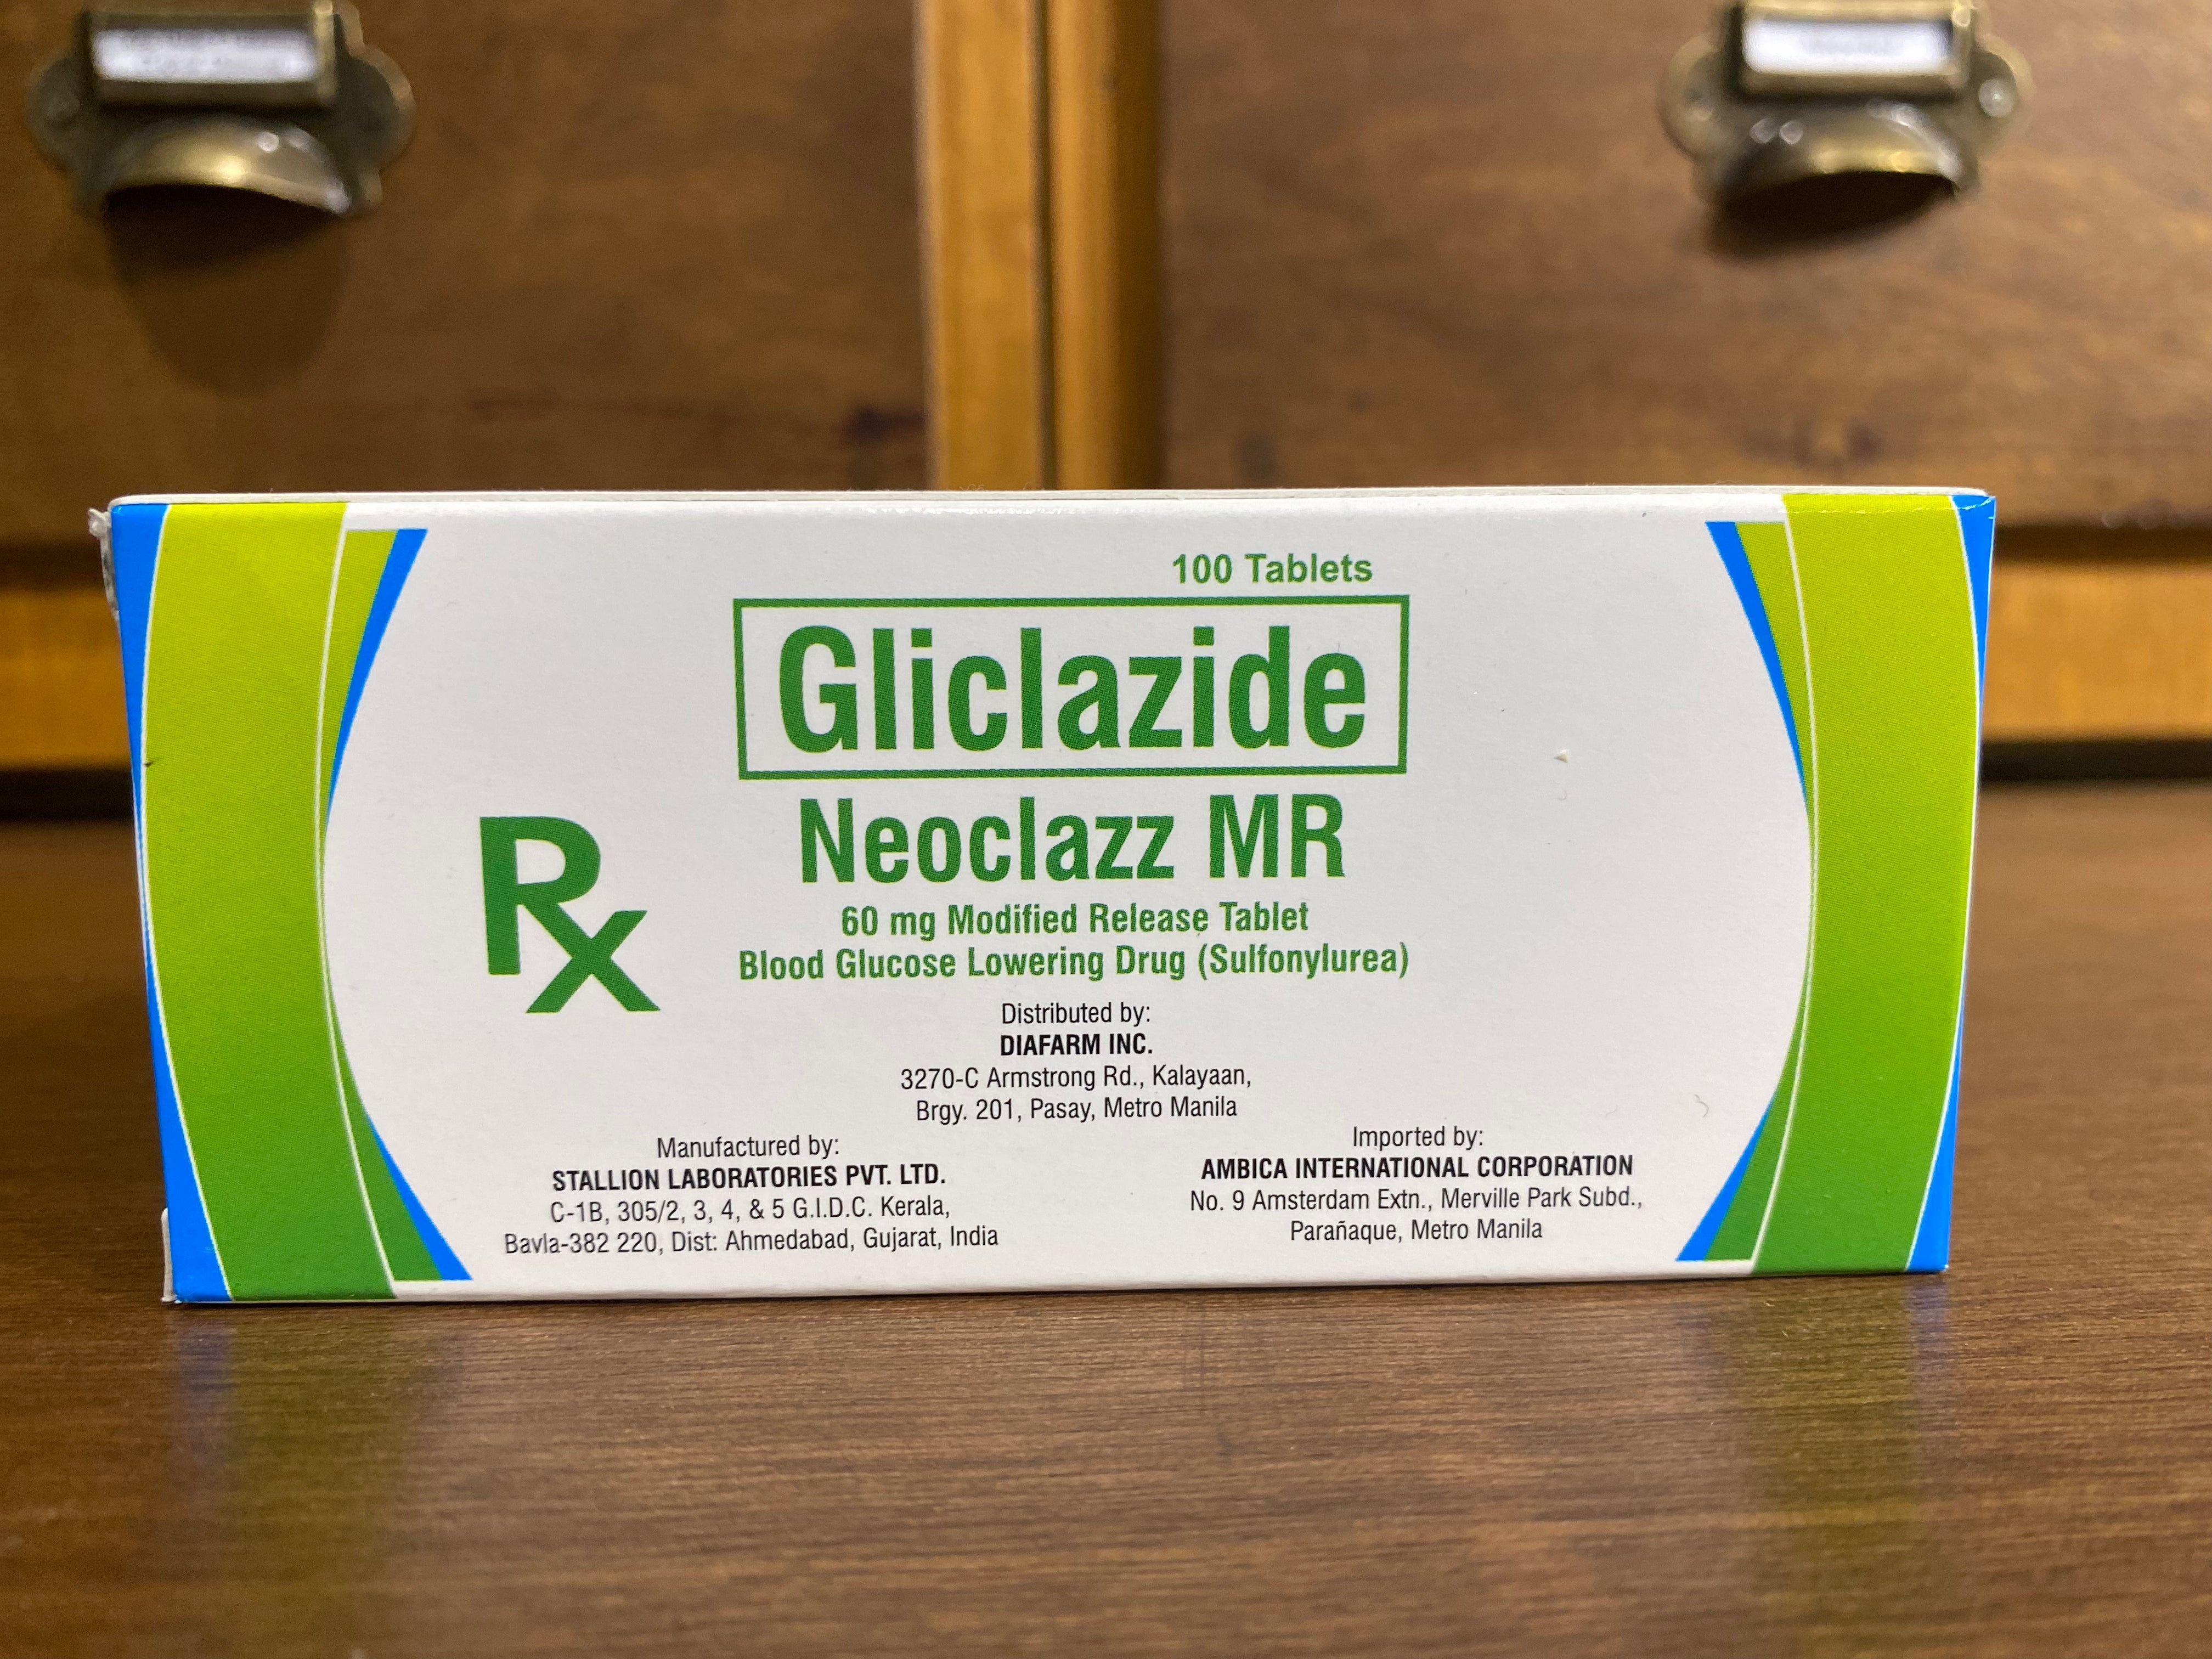 100 Tablets
Gliclazide
Neoclazz MR
Rx
60 mg Modified Release Tablet
Blood Glucose Lowering Drug (Sulfonylurea)
Distributed by:
DIAFARM INC.
3270-C Armstrong Rd., Kalayaan,
Brgy. 201, Pasay, Metro Manila
Manufactured by:
STALLION LABORATORIES PVT. LTD.
C-1B, 305/2, 3, 4, & 5 G.I.D.C. Kerala,
Bavla-382 220, Dist: Ahmedabad, Gujarat, India
Imported by:
AMBICA INTERNATIONAL CORPORATION
No. 9 Amsterdam Extn., Merville Park Subd.,
Parañaque, Metro Manila